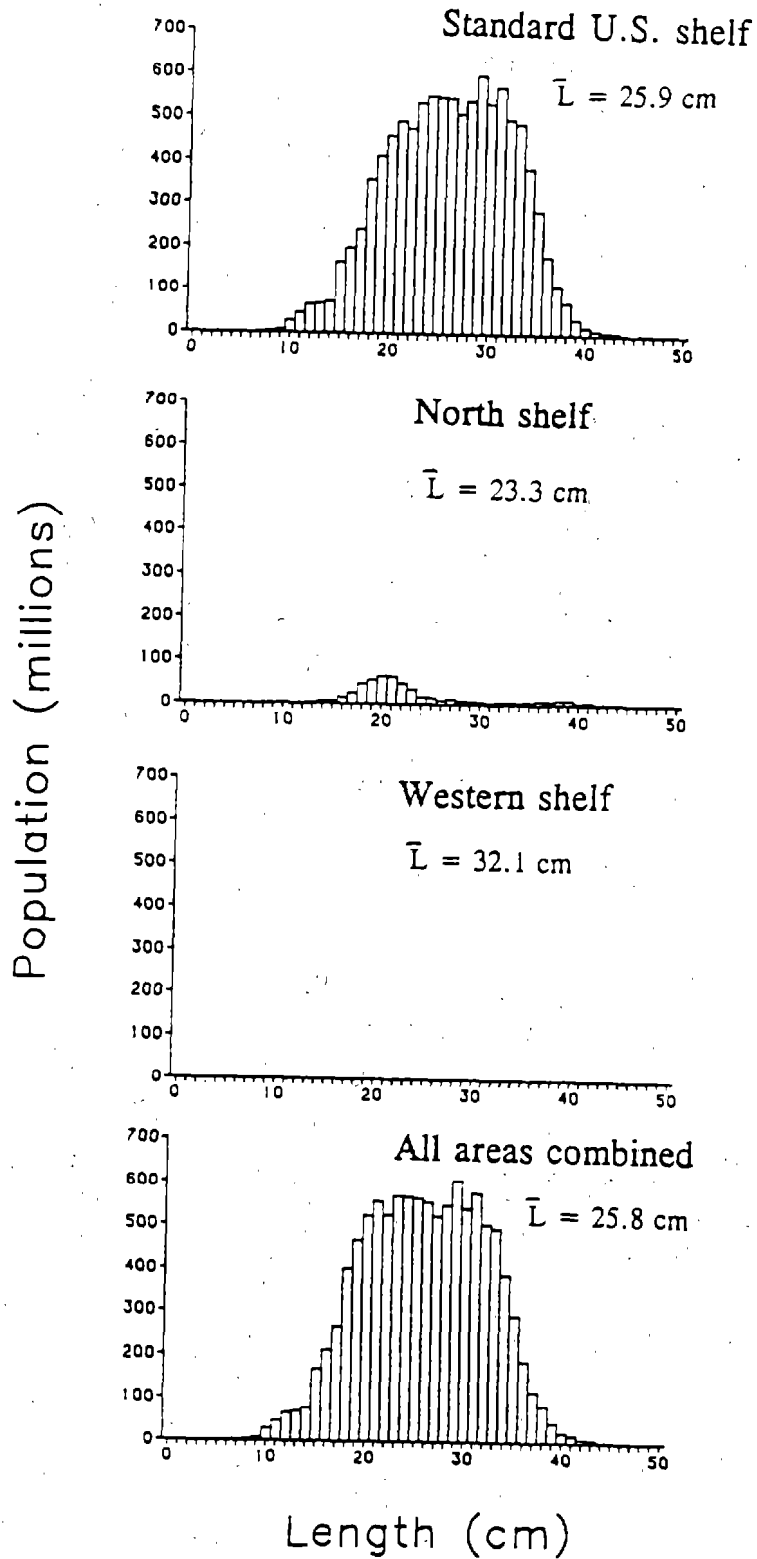 Standard U.S. shelf
L̄ = 25.9 cm
700
600
500
400
300
200
100
0
0 10 20 30 40 50
North shelf
L̄ = 23.3 cm
700
600
500
400
300
200
100
0
0 10 20 30 40 50
Western shelf
L̄ = 32.1 cm
700
600
500
400
300
200
100
0
0 10 20 30 40 50
All areas combined
L̄ = 25.8 cm
700
600
500
400
300
200
100
0
0 10 20 30 40 50
Population (millions)
Length (cm)